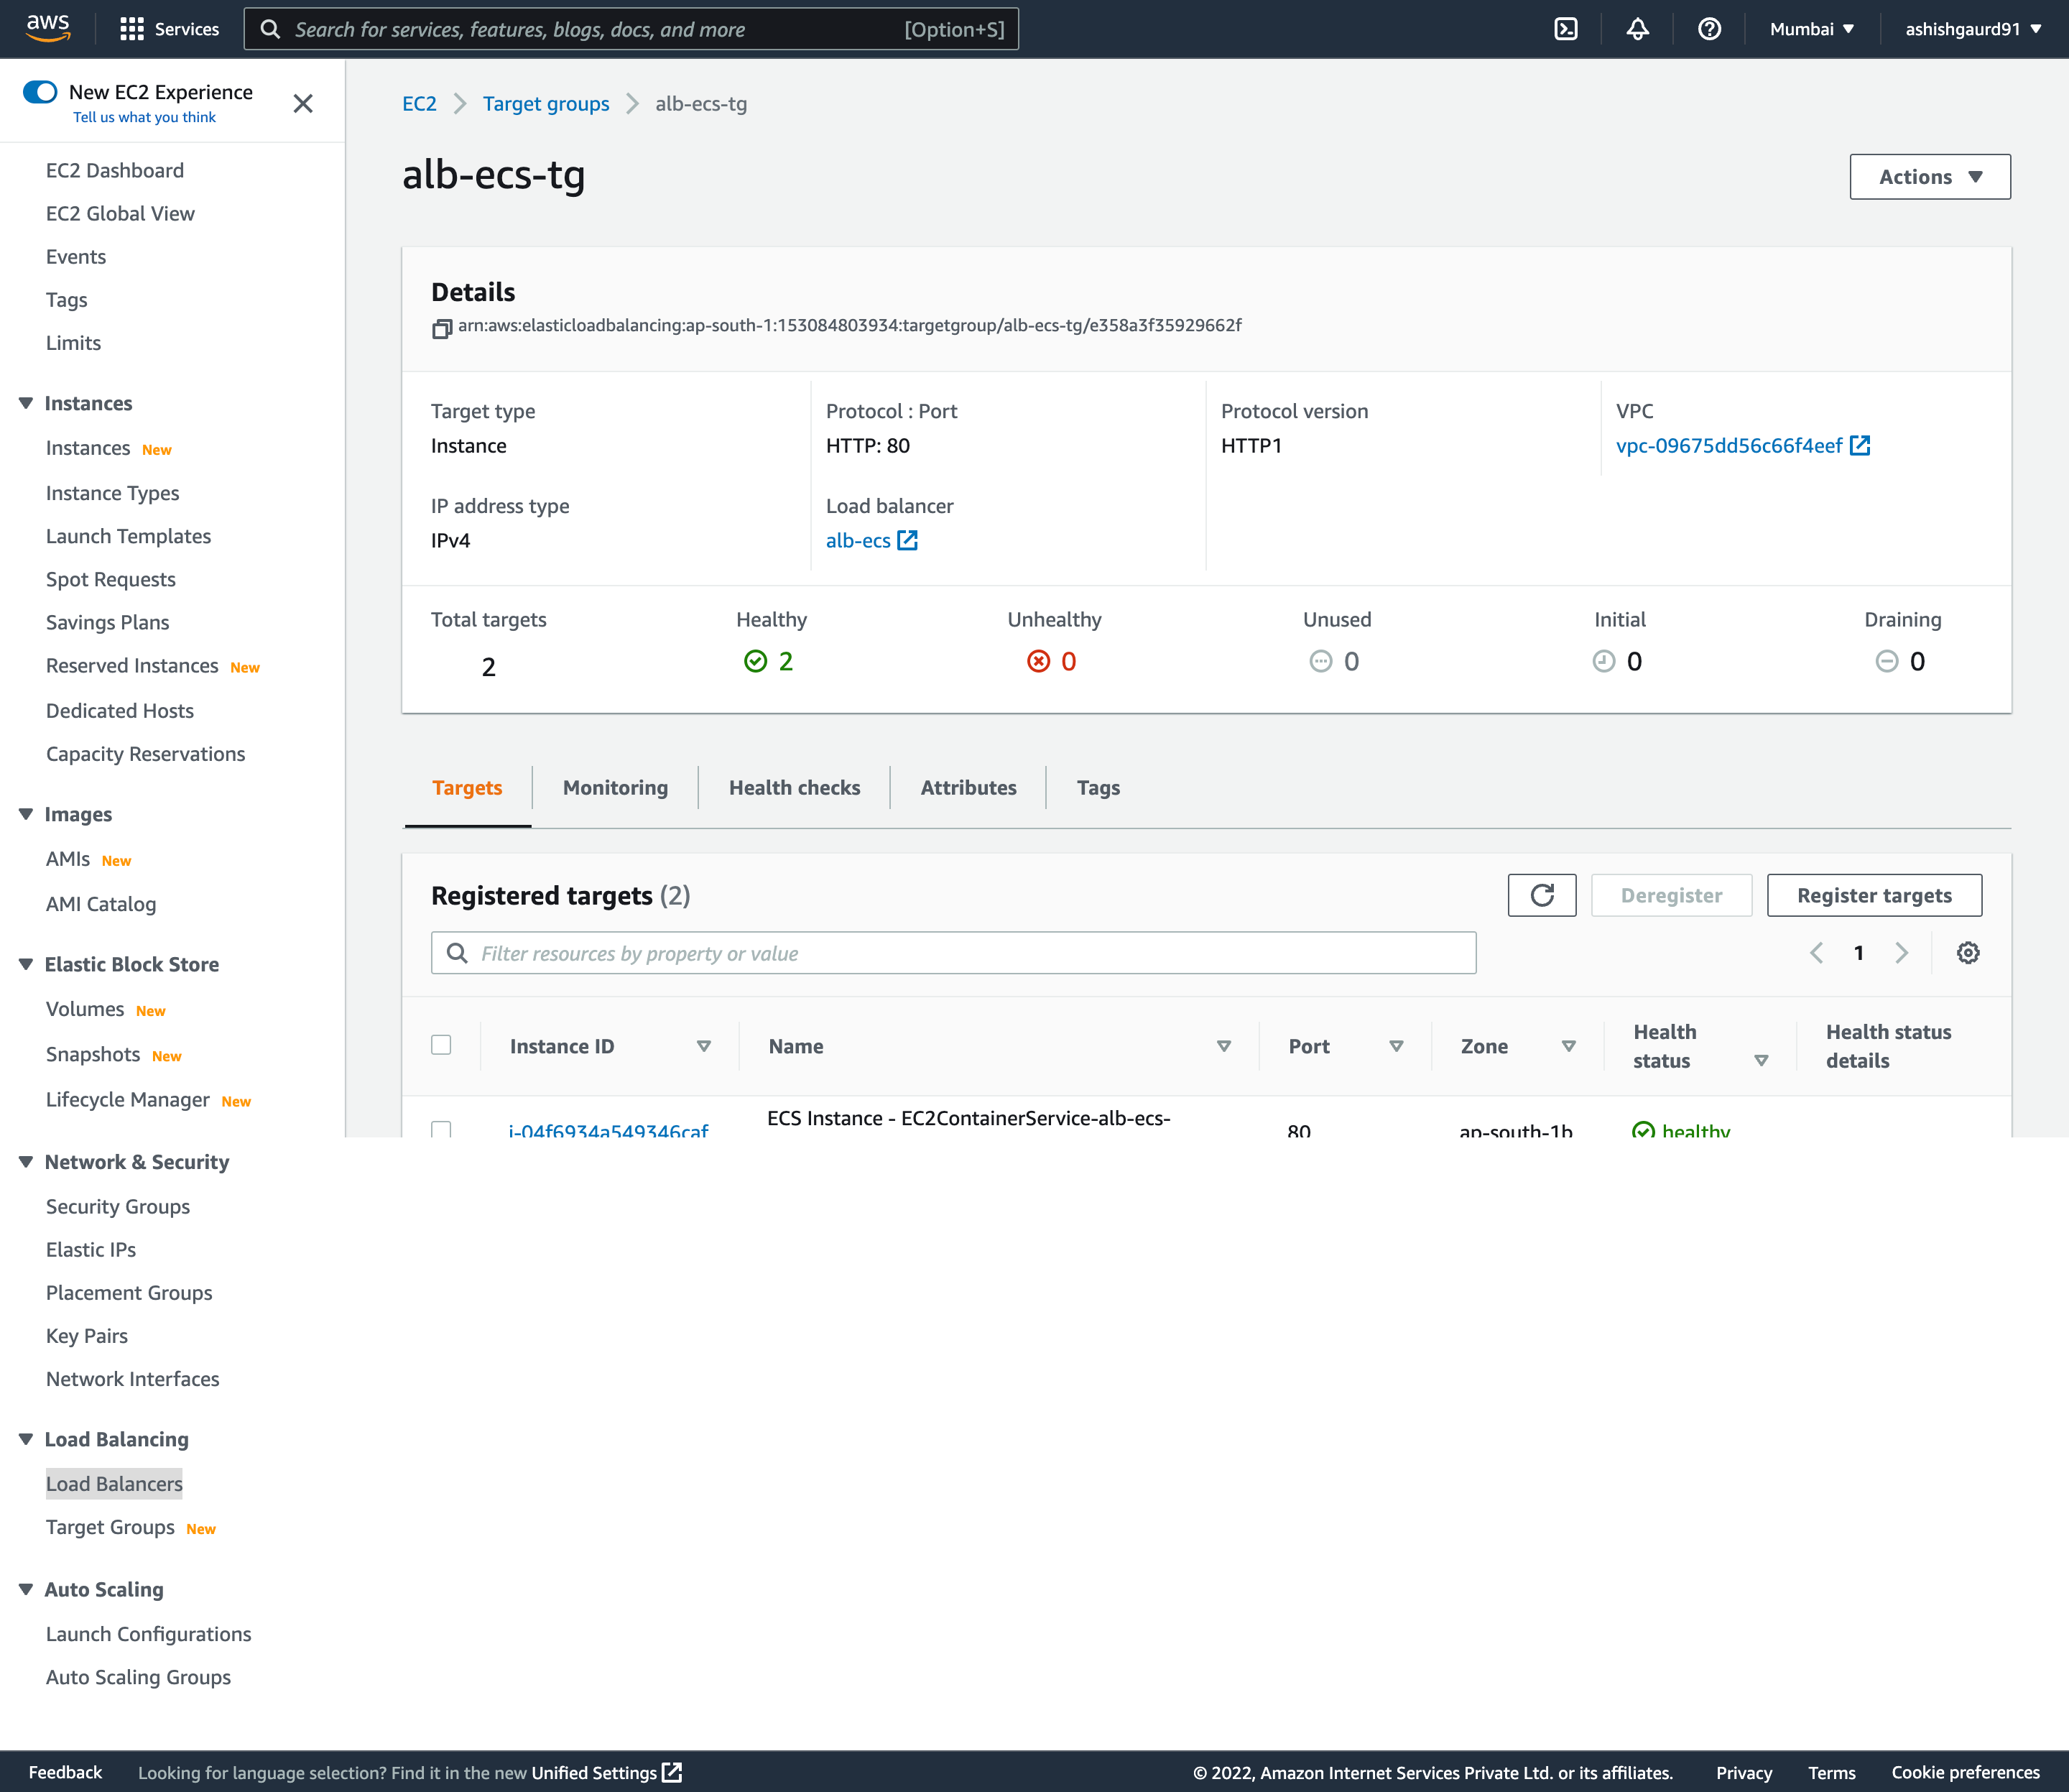 aws
Services
Search for services, features, blogs, docs, and more
[Option+S]
Mumbai
ashishgaurd91
New EC2 Experience
Tell us what you think
EC2 Dashboard
EC2 Global View
Events
Tags
Limits
Instances
Instances New
Instance Types
Launch Templates
Spot Requests
Savings Plans
Reserved Instances New
Dedicated Hosts
Capacity Reservations
Images
AMIs New
AMI Catalog
Elastic Block Store
Volumes New
Snapshots New
Lifecycle Manager New
Network & Security
Security Groups
Elastic IPs
Placement Groups
Key Pairs
Network Interfaces
Load Balancing
Load Balancers
Target Groups New
Auto Scaling
Launch Configurations
Auto Scaling Groups
EC2 Target groups alb-ecs-tg
alb-ecs-tg
Actions
Details
arn:aws:elasticloadbalancing:ap-south-1:153084803934:targetgroup/alb-ecs-tg/e358a3f35929662f
Target type
Instance
Protocol : Port
HTTP: 80
Protocol version
HTTP1
VPC
vpc-09675dd56c66f4eef
IP address type
IPv4
Load balancer
alb-ecs
Total targets
2
Healthy
2
Unhealthy
0
Unused
0
Initial
0
Draining
0
Targets Monitoring Health checks Attributes Tags
Registered targets (2)
Deregister
Register targets
Filter resources by property or value
1
Instance ID
Name
Port
Zone
Health
status
Health status
details
i-04f6934a549346caf
ECS Instance - EC2ContainerService-alb-ecs-
80
ap-south-1b
healthy
Feedback
Looking for language selection? Find it in the new Unified Settings
© 2022, Amazon Internet Services Private Ltd. or its affiliates.
Privacy
Terms
Cookie preferences